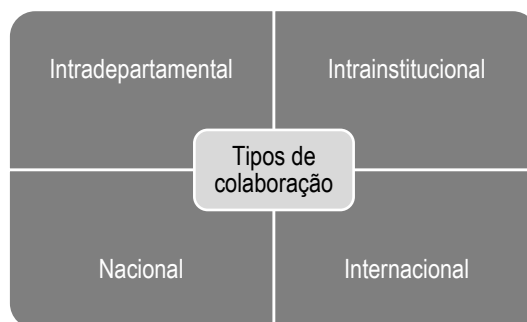 Intradepartamental
Intrainstitucional
Tipos de
colaboração
Nacional
Internacional